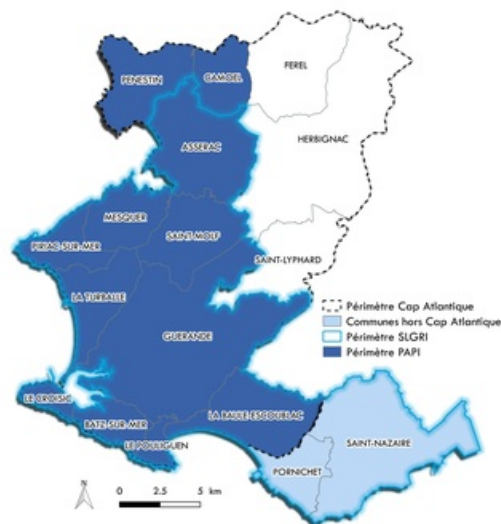 PENESTIN
CAMOEL
FEREL
HERBIGNAC
ASSERAC
MESQUER
SAINT-MOLF
PIRIAC-SUR-MER
SAINT-LYPHARD
LA TURBALLE
GUERANDE
LE CROISIC
BATZ-SUR-MER
LE POULIGUEN
LA BAULE-ESCOUBLAC
SAINT-NAZAIRE
PORNICHET
Périmètre Cap Atlantique
Communes hors Cap Atlantique
Périmètre SLGRI
Périmètre PAPI
N
0 2.5 5 km